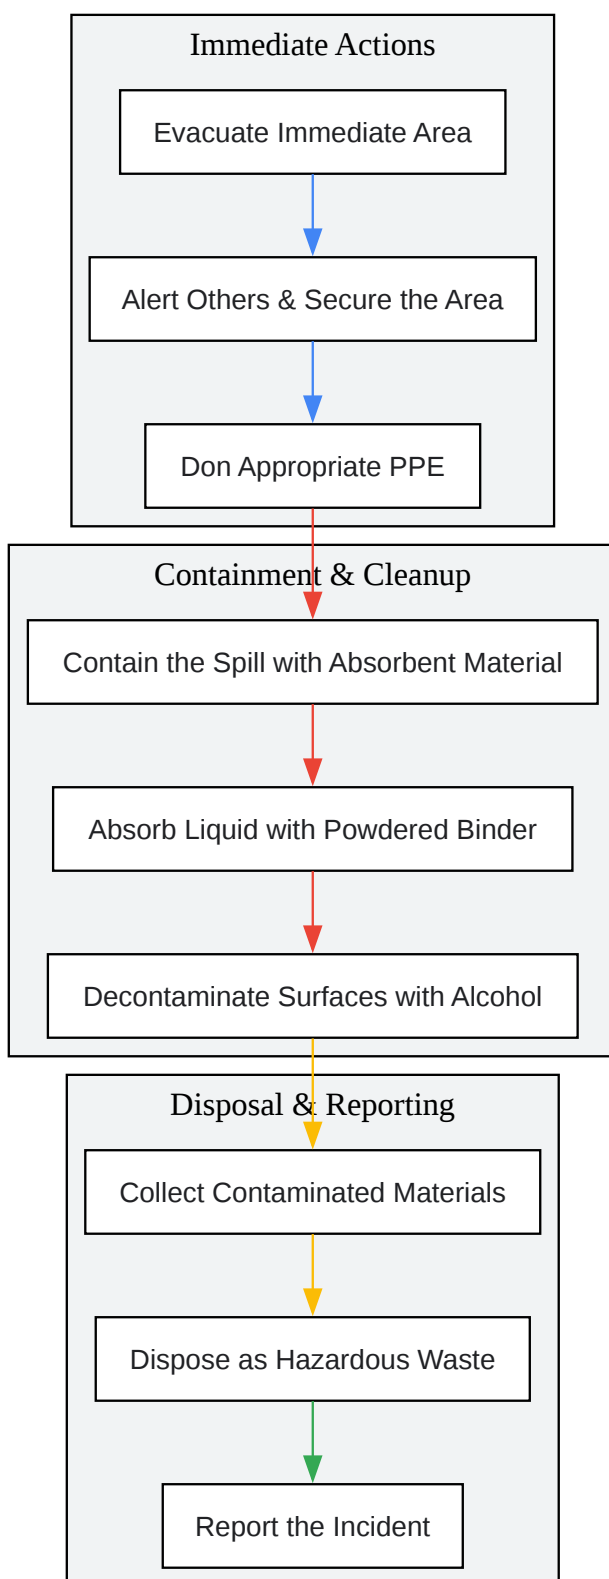 Immediate Actions
Evacuate Immediate Area
Alert Others & Secure the Area
Don Appropriate PPE
Containment & Cleanup
Contain the Spill with Absorbent Material
Absorb Liquid with Powdered Binder
Decontaminate Surfaces with Alcohol
Disposal & Reporting
Collect Contaminated Materials
Dispose as Hazardous Waste
Report the Incident